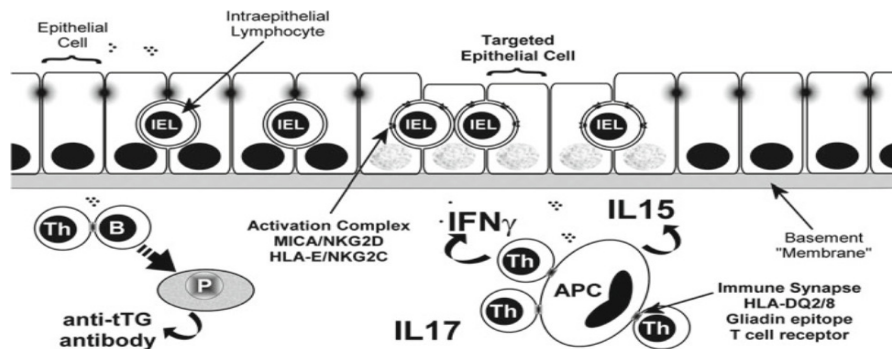 Epithelial
Cell
Intraepithelial
Lymphocyte
Targeted
Epithelial Cell
IEL
IEL
IEL
IEL
IEL
Th
B
P
anti-tTG
antibody
Activation Complex
MICA/NKG2D
HLA-E/NKG2C
IFNγ
IL15
Th
Th
APC
Th
IL17
Basement
"Membrane"
Immune Synapse
HLA-DQ2/8
Gliadin epitope
T cell receptor